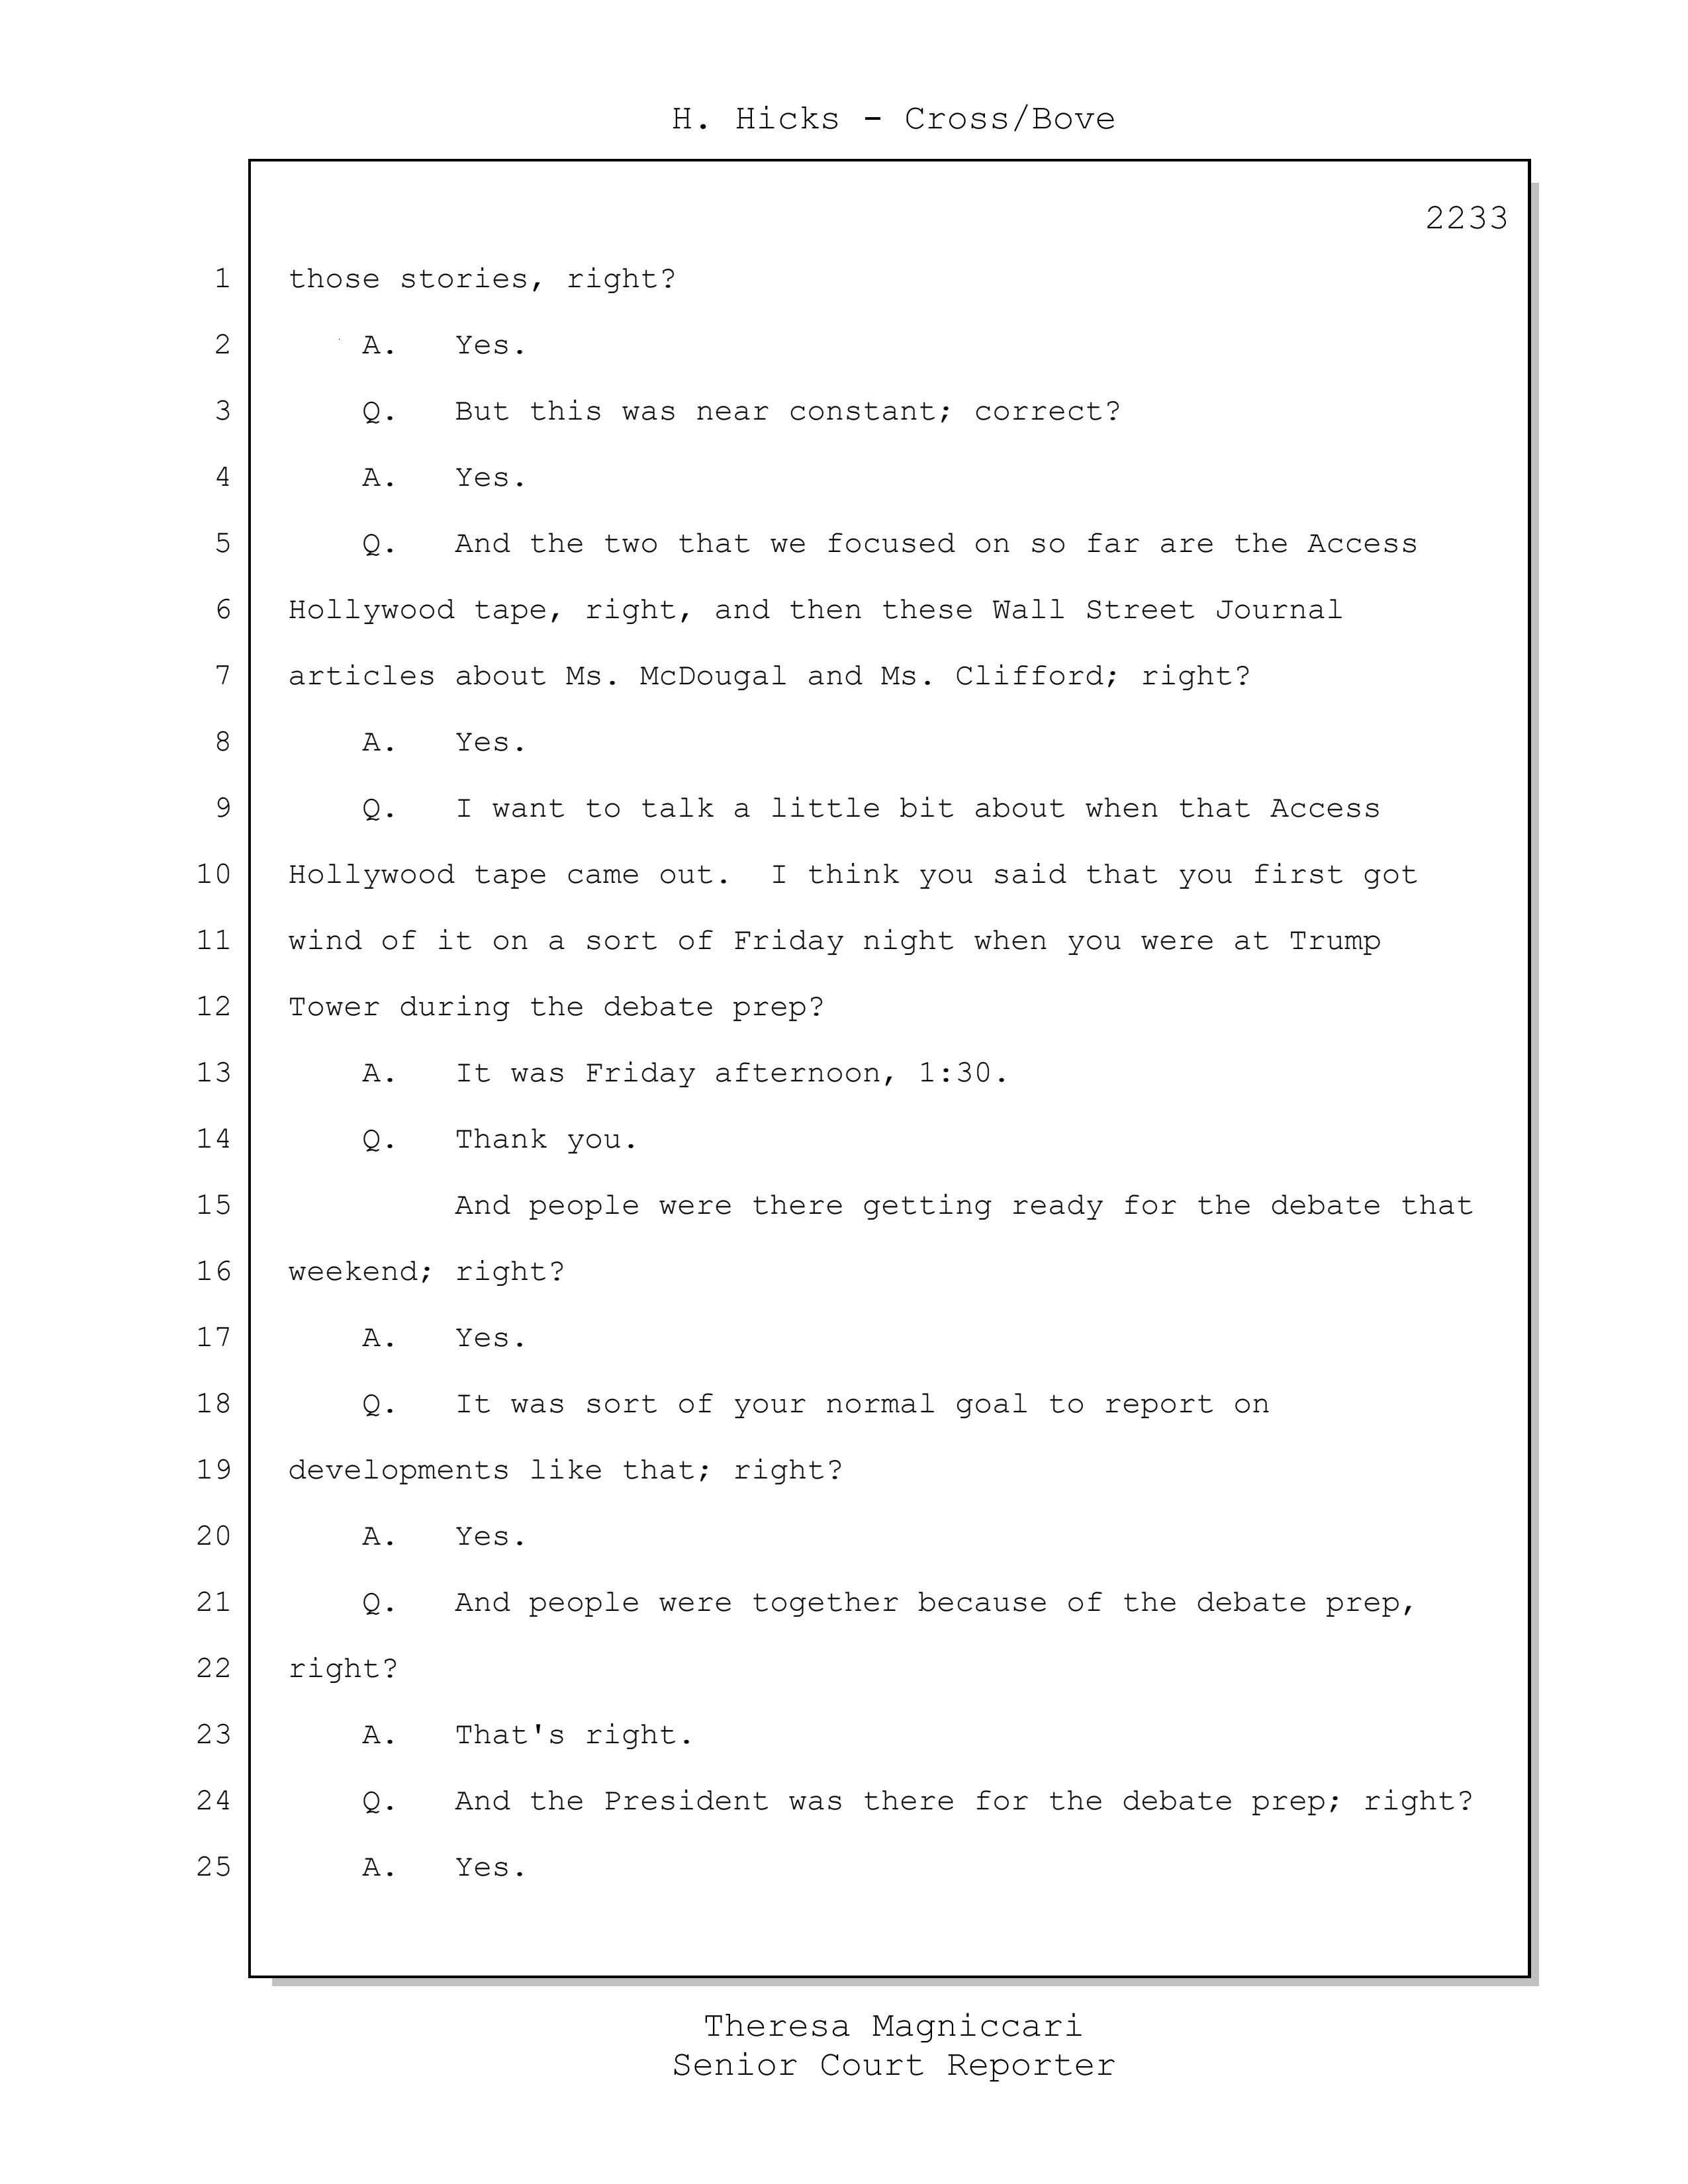 H. Hicks - Cross/Bove
2233
1 those stories, right?
2 A. Yes.
3 Q. But this was near constant; correct?
4 A. Yes.
5 Q. And the two that we focused on so far are the Access
6 Hollywood tape, right, and then these Wall Street Journal
7 articles about Ms. McDougal and Ms. Clifford; right?
8 A. Yes.
9 Q. I want to talk a little bit about when that Access
10 Hollywood tape came out. I think you said that you first got
11 wind of it on a sort of Friday night when you were at Trump
12 Tower during the debate prep?
13 A. It was Friday afternoon, 1:30.
14 Q. Thank you.
15 And people were there getting ready for the debate that
16 weekend; right?
17 A. Yes.
18 Q. It was sort of your normal goal to report on
19 developments like that; right?
20 A. Yes.
21 Q. And people were together because of the debate prep,
22 right?
23 A. That's right.
24 Q. And the President was there for the debate prep; right?
25 A. Yes.
Theresa Magniccari
Senior Court Reporter